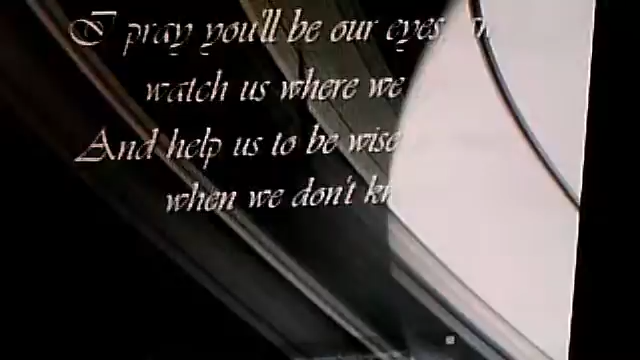 I pray you'll be our eyes
watch us where we
And help us to be wise
when we don't